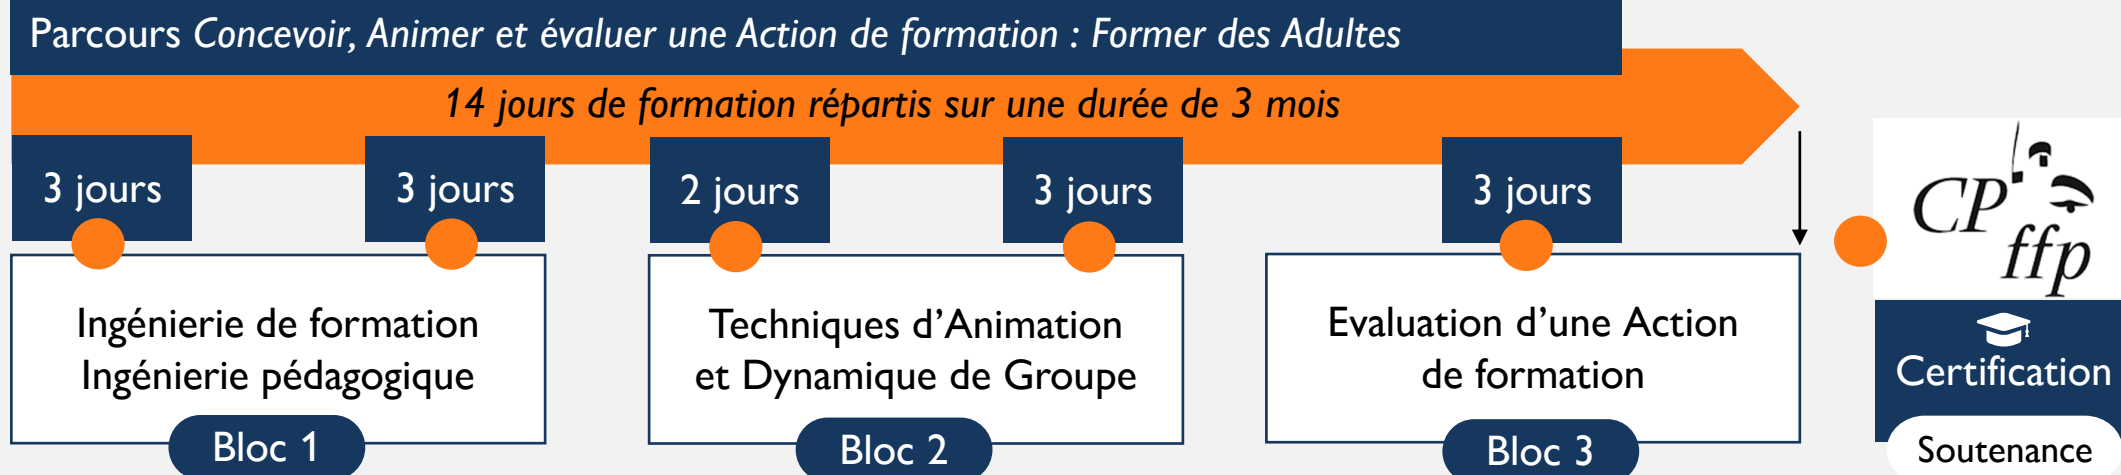 Parcours Concevoir, Animer et évaluer une Action de formation : Former des Adultes
14 jours de formation répartis sur une durée de 3 mois
3 jours
3 jours
2 jours
3 jours
3 jours
Ingénierie de formation
Ingénierie pédagogique
Bloc 1
Techniques d’Animation
et Dynamique de Groupe
Bloc 2
Evaluation d’une Action
de formation
Bloc 3
CP
ffp
Certification
Soutenance